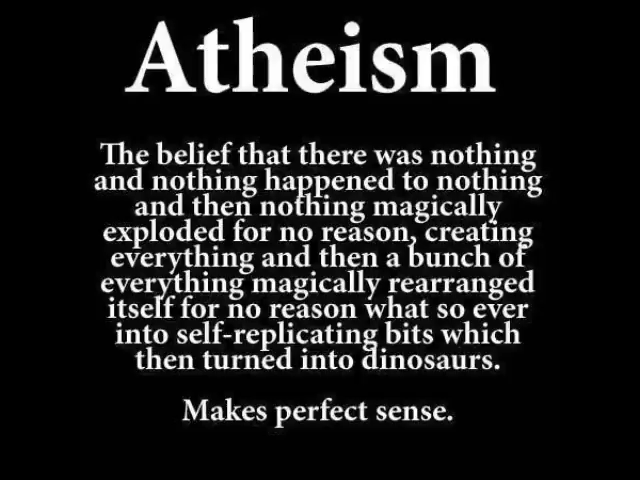 Atheism
The belief that there was nothing
and nothing happened to nothing
and then nothing magically
exploded for no reason, creating
everything and then a bunch of
everything magically rearranged
itself for no reason what so ever
into self-replicating bits which
then turned into dinosaurs.
Makes perfect sense.